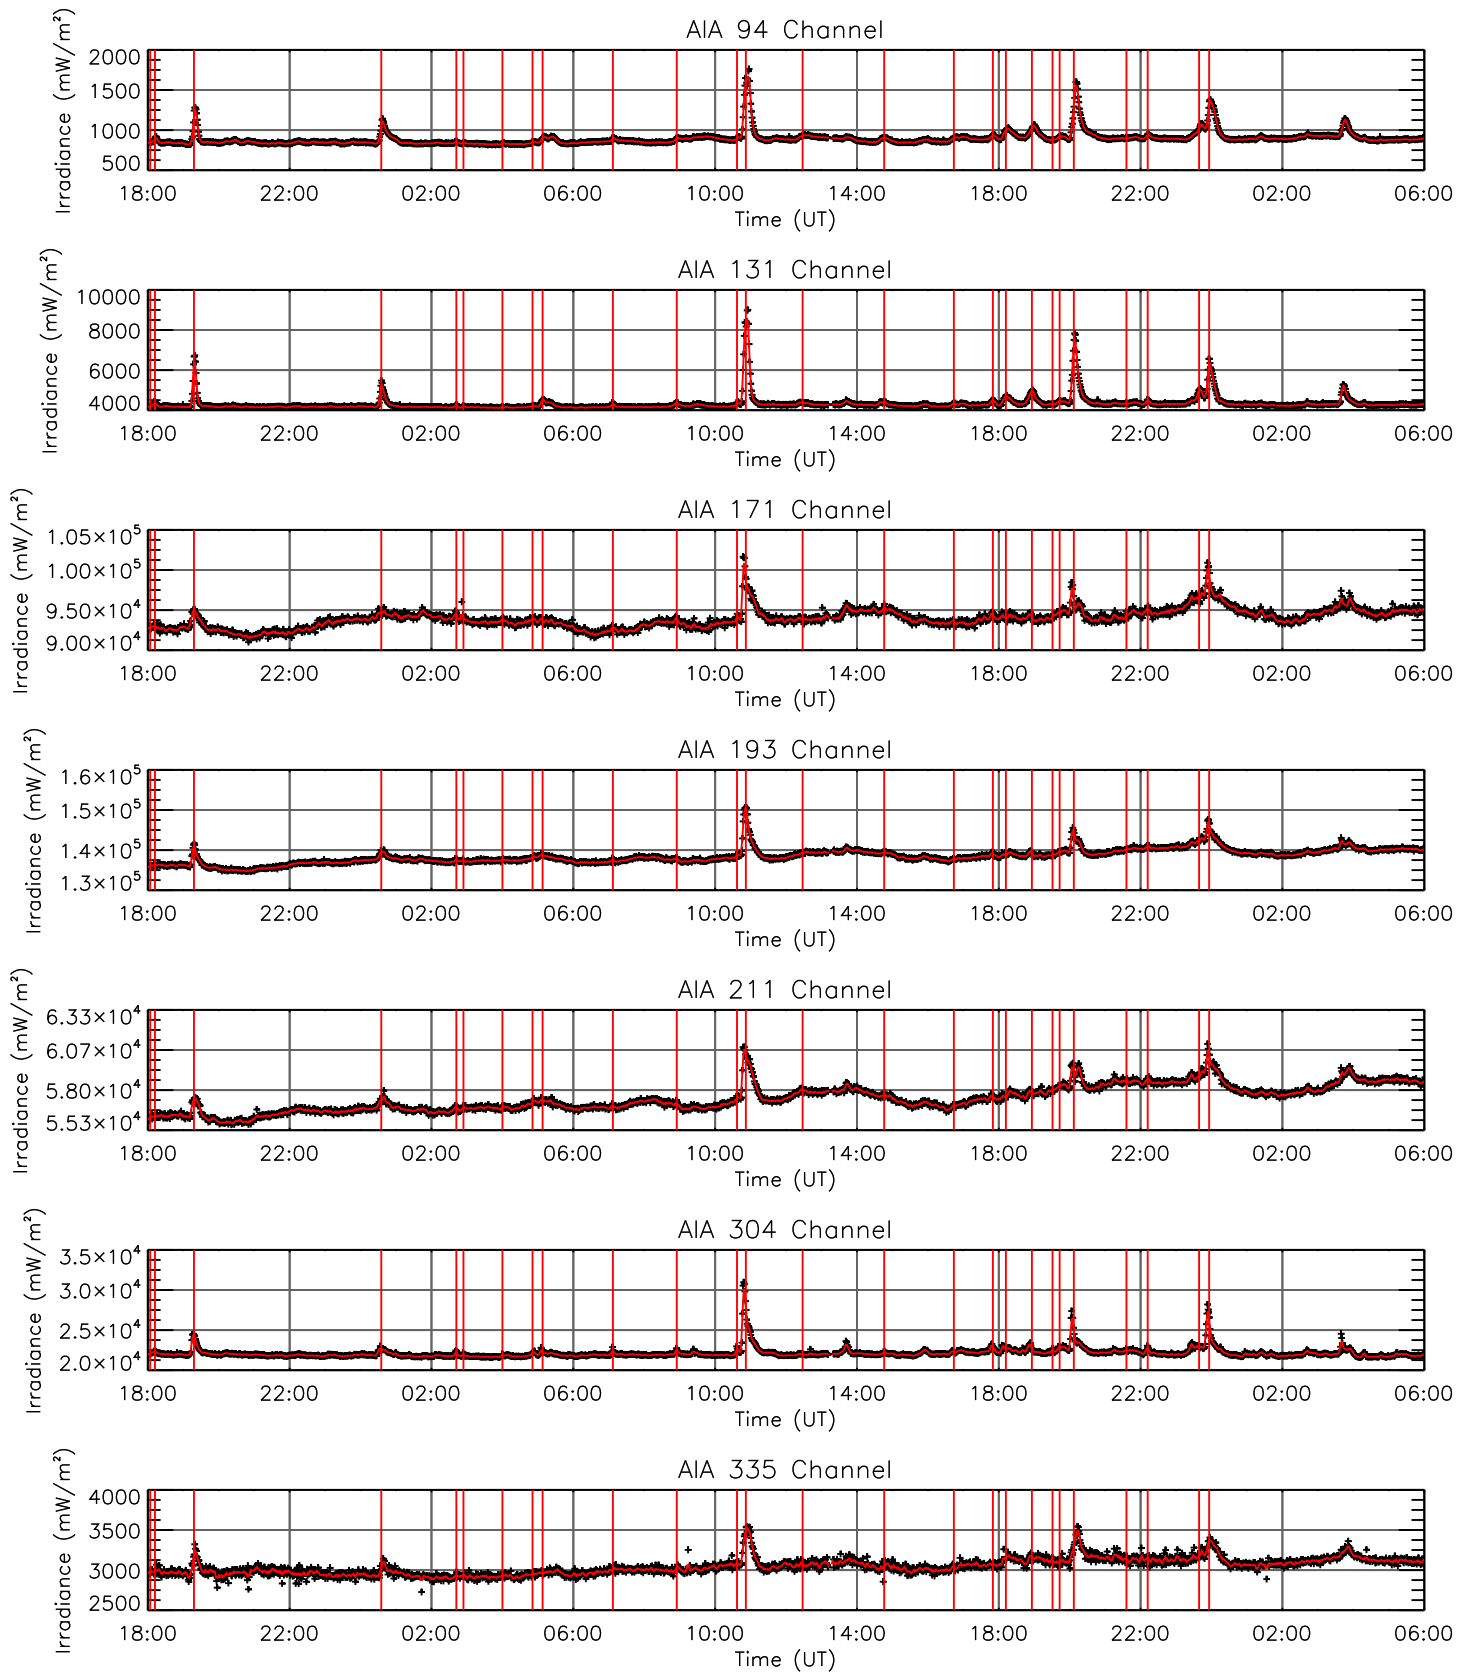 AIA 94 Channel
Irradiance (mW/m²)
2000
1500
1000
500
18:00 22:00 02:00 06:00 10:00 14:00 18:00 22:00 02:00 06:00
Time (UT)
AIA 131 Channel
Irradiance (mW/m²)
10000
8000
6000
4000
18:00 22:00 02:00 06:00 10:00 14:00 18:00 22:00 02:00 06:00
Time (UT)
AIA 171 Channel
Irradiance (mW/m²)
1.05×10⁵
1.00×10⁵
9.50×10⁴
9.00×10⁴
18:00 22:00 02:00 06:00 10:00 14:00 18:00 22:00 02:00 06:00
Time (UT)
AIA 193 Channel
Irradiance (mW/m²)
1.6×10⁵
1.5×10⁵
1.4×10⁵
1.3×10⁵
18:00 22:00 02:00 06:00 10:00 14:00 18:00 22:00 02:00 06:00
Time (UT)
AIA 211 Channel
Irradiance (mW/m²)
6.33×10⁴
6.07×10⁴
5.80×10⁴
5.53×10⁴
18:00 22:00 02:00 06:00 10:00 14:00 18:00 22:00 02:00 06:00
Time (UT)
AIA 304 Channel
Irradiance (mW/m²)
3.5×10⁴
3.0×10⁴
2.5×10⁴
2.0×10⁴
18:00 22:00 02:00 06:00 10:00 14:00 18:00 22:00 02:00 06:00
Time (UT)
AIA 335 Channel
Irradiance (mW/m²)
4000
3500
3000
2500
18:00 22:00 02:00 06:00 10:00 14:00 18:00 22:00 02:00 06:00
Time (UT)